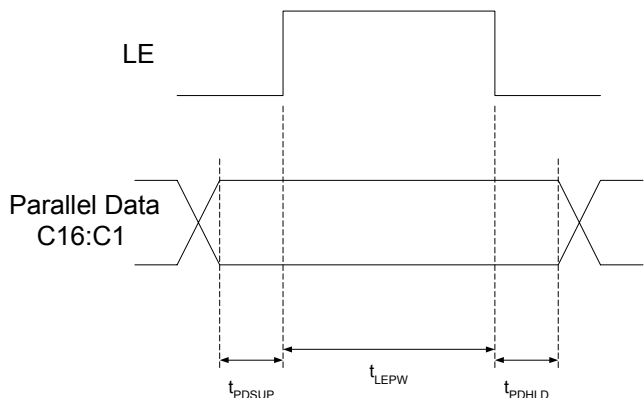 LE
Parallel Data
C16:C1
tPDSUP
tLEPW
tPDHLD